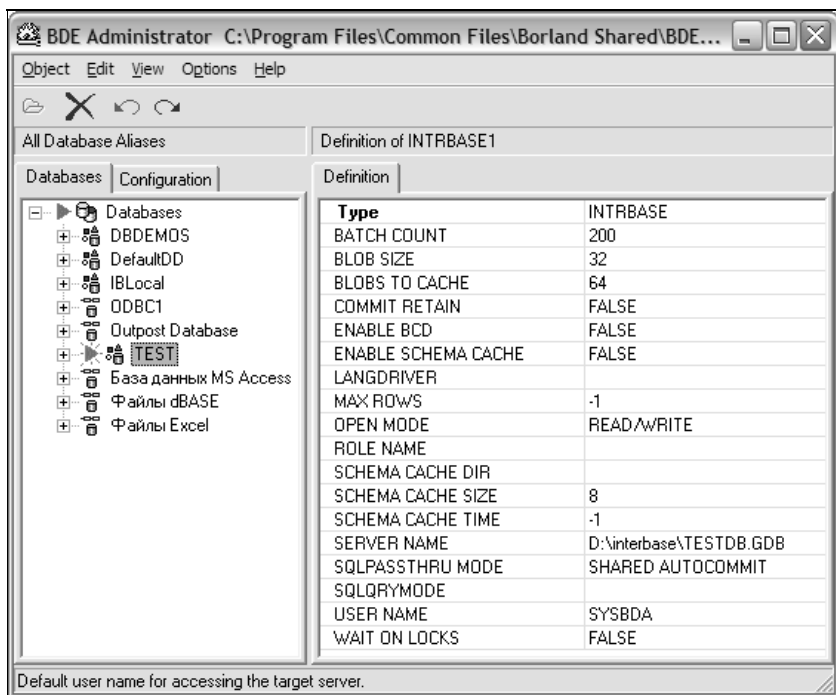 BDE Administrator C:\Program Files\Common Files\Borland Shared\BDE...
Object Edit View Options Help
All Database Aliases
Definition of INTRBASE1
Databases Configuration
Definition
Databases
DBDEMOS
DefaultDD
IBLocal
ODBC1
Outpost Database
TEST
База данных MS Access
Файлы dBASE
Файлы Excel
Type INTRBASE
BATCH COUNT 200
BLOB SIZE 32
BLOBS TO CACHE 64
COMMIT RETAIN FALSE
ENABLE BCD FALSE
ENABLE SCHEMA CACHE FALSE
LANGDRIVER
MAX ROWS -1
OPEN MODE READ/WRITE
ROLE NAME
SCHEMA CACHE DIR
SCHEMA CACHE SIZE 8
SCHEMA CACHE TIME -1
SERVER NAME D:\interbase\TESTDB.GDB
SQLPASSTHRU MODE SHARED AUTOCOMMIT
SQLQRYMODE
USER NAME SYSBDA
WAIT ON LOCKS FALSE
Default user name for accessing the target server.